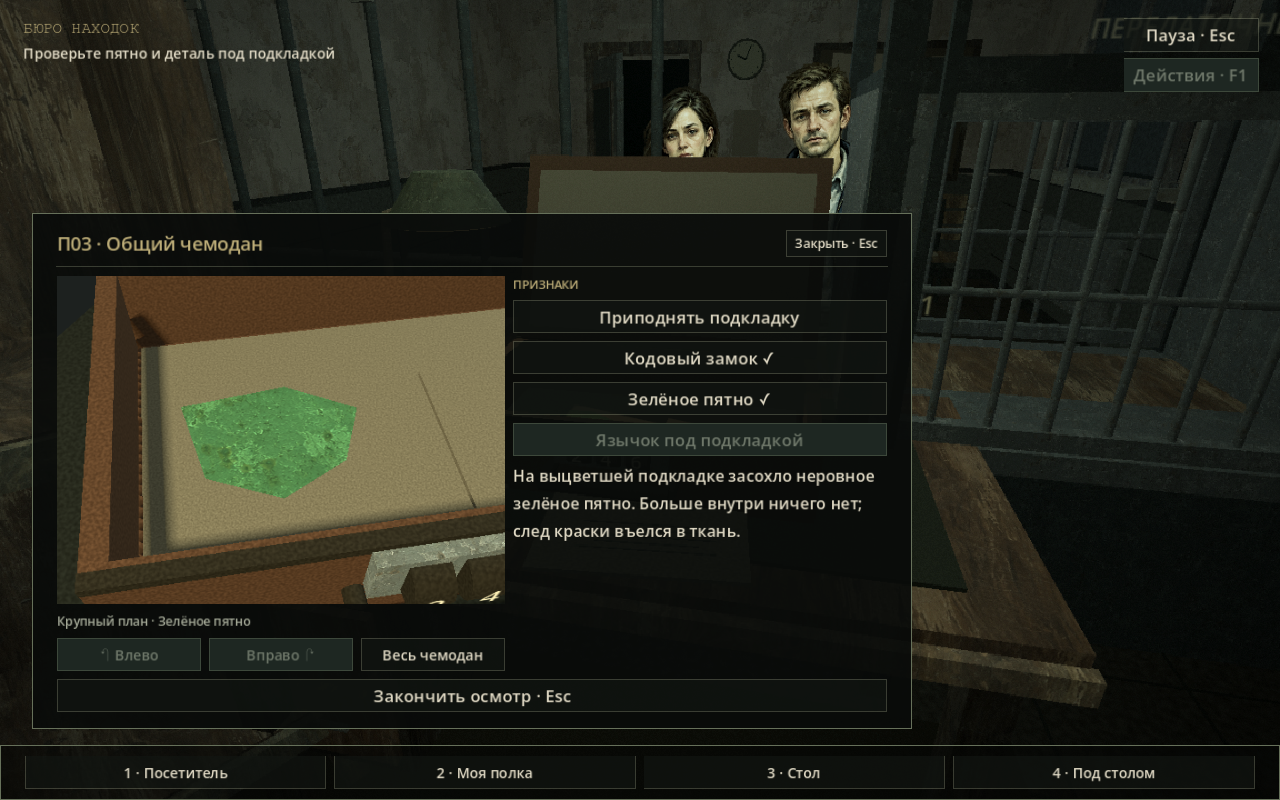 БЮРО НАХОДОК
Проверьте пятно и деталь под подкладкой
Пауза · Esc
Действия · F1
П03 · Общий чемодан
Закрыть · Esc
ПРИЗНАКИ
Приподнять подкладку
Кодовый замок ✓
Зелёное пятно ✓
Язычок под подкладкой
На выцветшей подкладке засохло неровное
зелёное пятно. Больше внутри ничего нет;
след краски въелся в ткань.
Крупный план · Зелёное пятно
Влево
Вправо
Весь чемодан
Закончить осмотр · Esc
1 · Посетитель
2 · Моя полка
3 · Стол
4 · Под столом